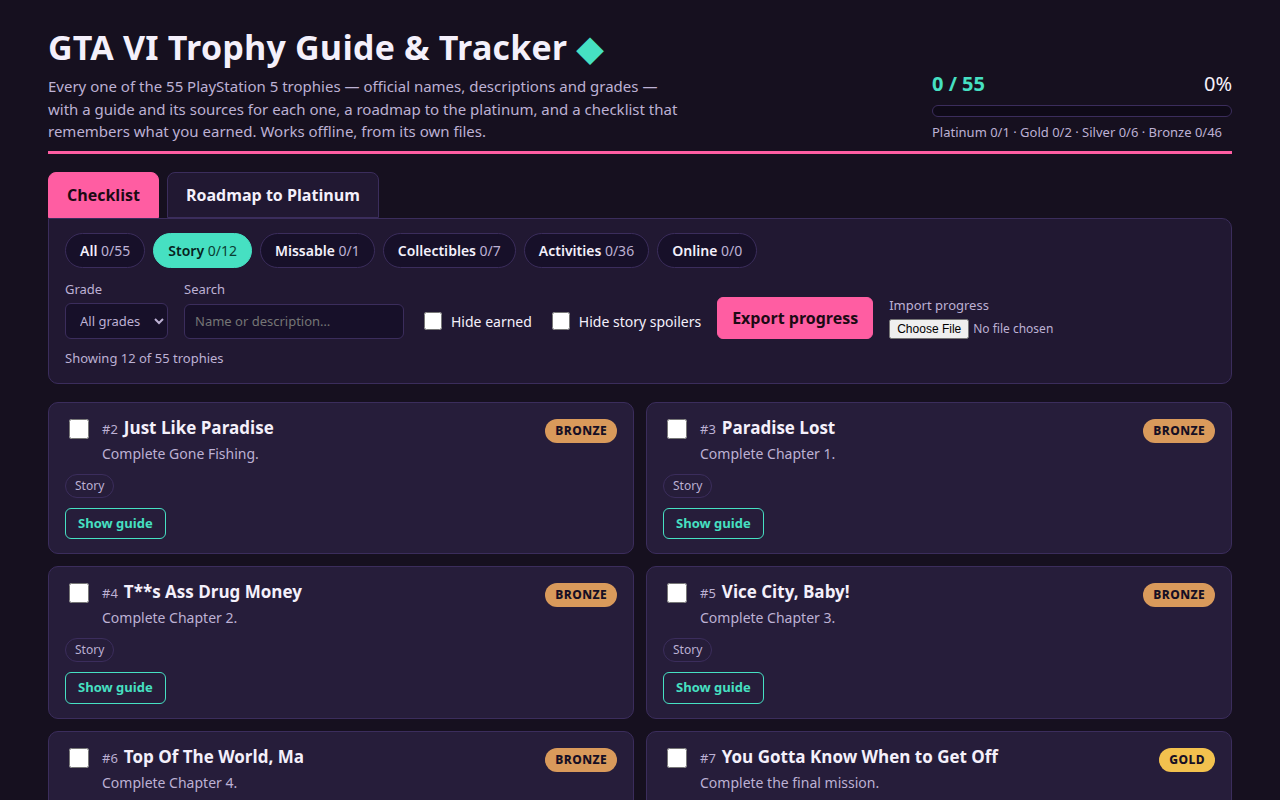 GTA VI Trophy Guide & Tracker
Every one of the 55 PlayStation 5 trophies — official names, descriptions and grades —
with a guide and its sources for each one, a roadmap to the platinum, and a checklist that
remembers what you earned. Works offline, from its own files.
0 / 55 0%
Platinum 0/1 · Gold 0/2 · Silver 0/6 · Bronze 0/46
Checklist Roadmap to Platinum
All 0/55 Story 0/12 Missable 0/1 Collectibles 0/7 Activities 0/36 Online 0/0
Grade Search
All grades Name or description... Hide earned Hide story spoilers Export progress Import progress
Choose File No file chosen
Showing 12 of 55 trophies
#2 Just Like Paradise BRONZE
Complete Gone Fishing.
Story
Show guide
#3 Paradise Lost BRONZE
Complete Chapter 1.
Story
Show guide
#4 T**s Ass Drug Money BRONZE
Complete Chapter 2.
Story
Show guide
#5 Vice City, Baby! BRONZE
Complete Chapter 3.
Story
Show guide
#6 Top Of The World, Ma BRONZE
Complete Chapter 4.
#7 You Gotta Know When to Get Off GOLD
Complete the final mission.